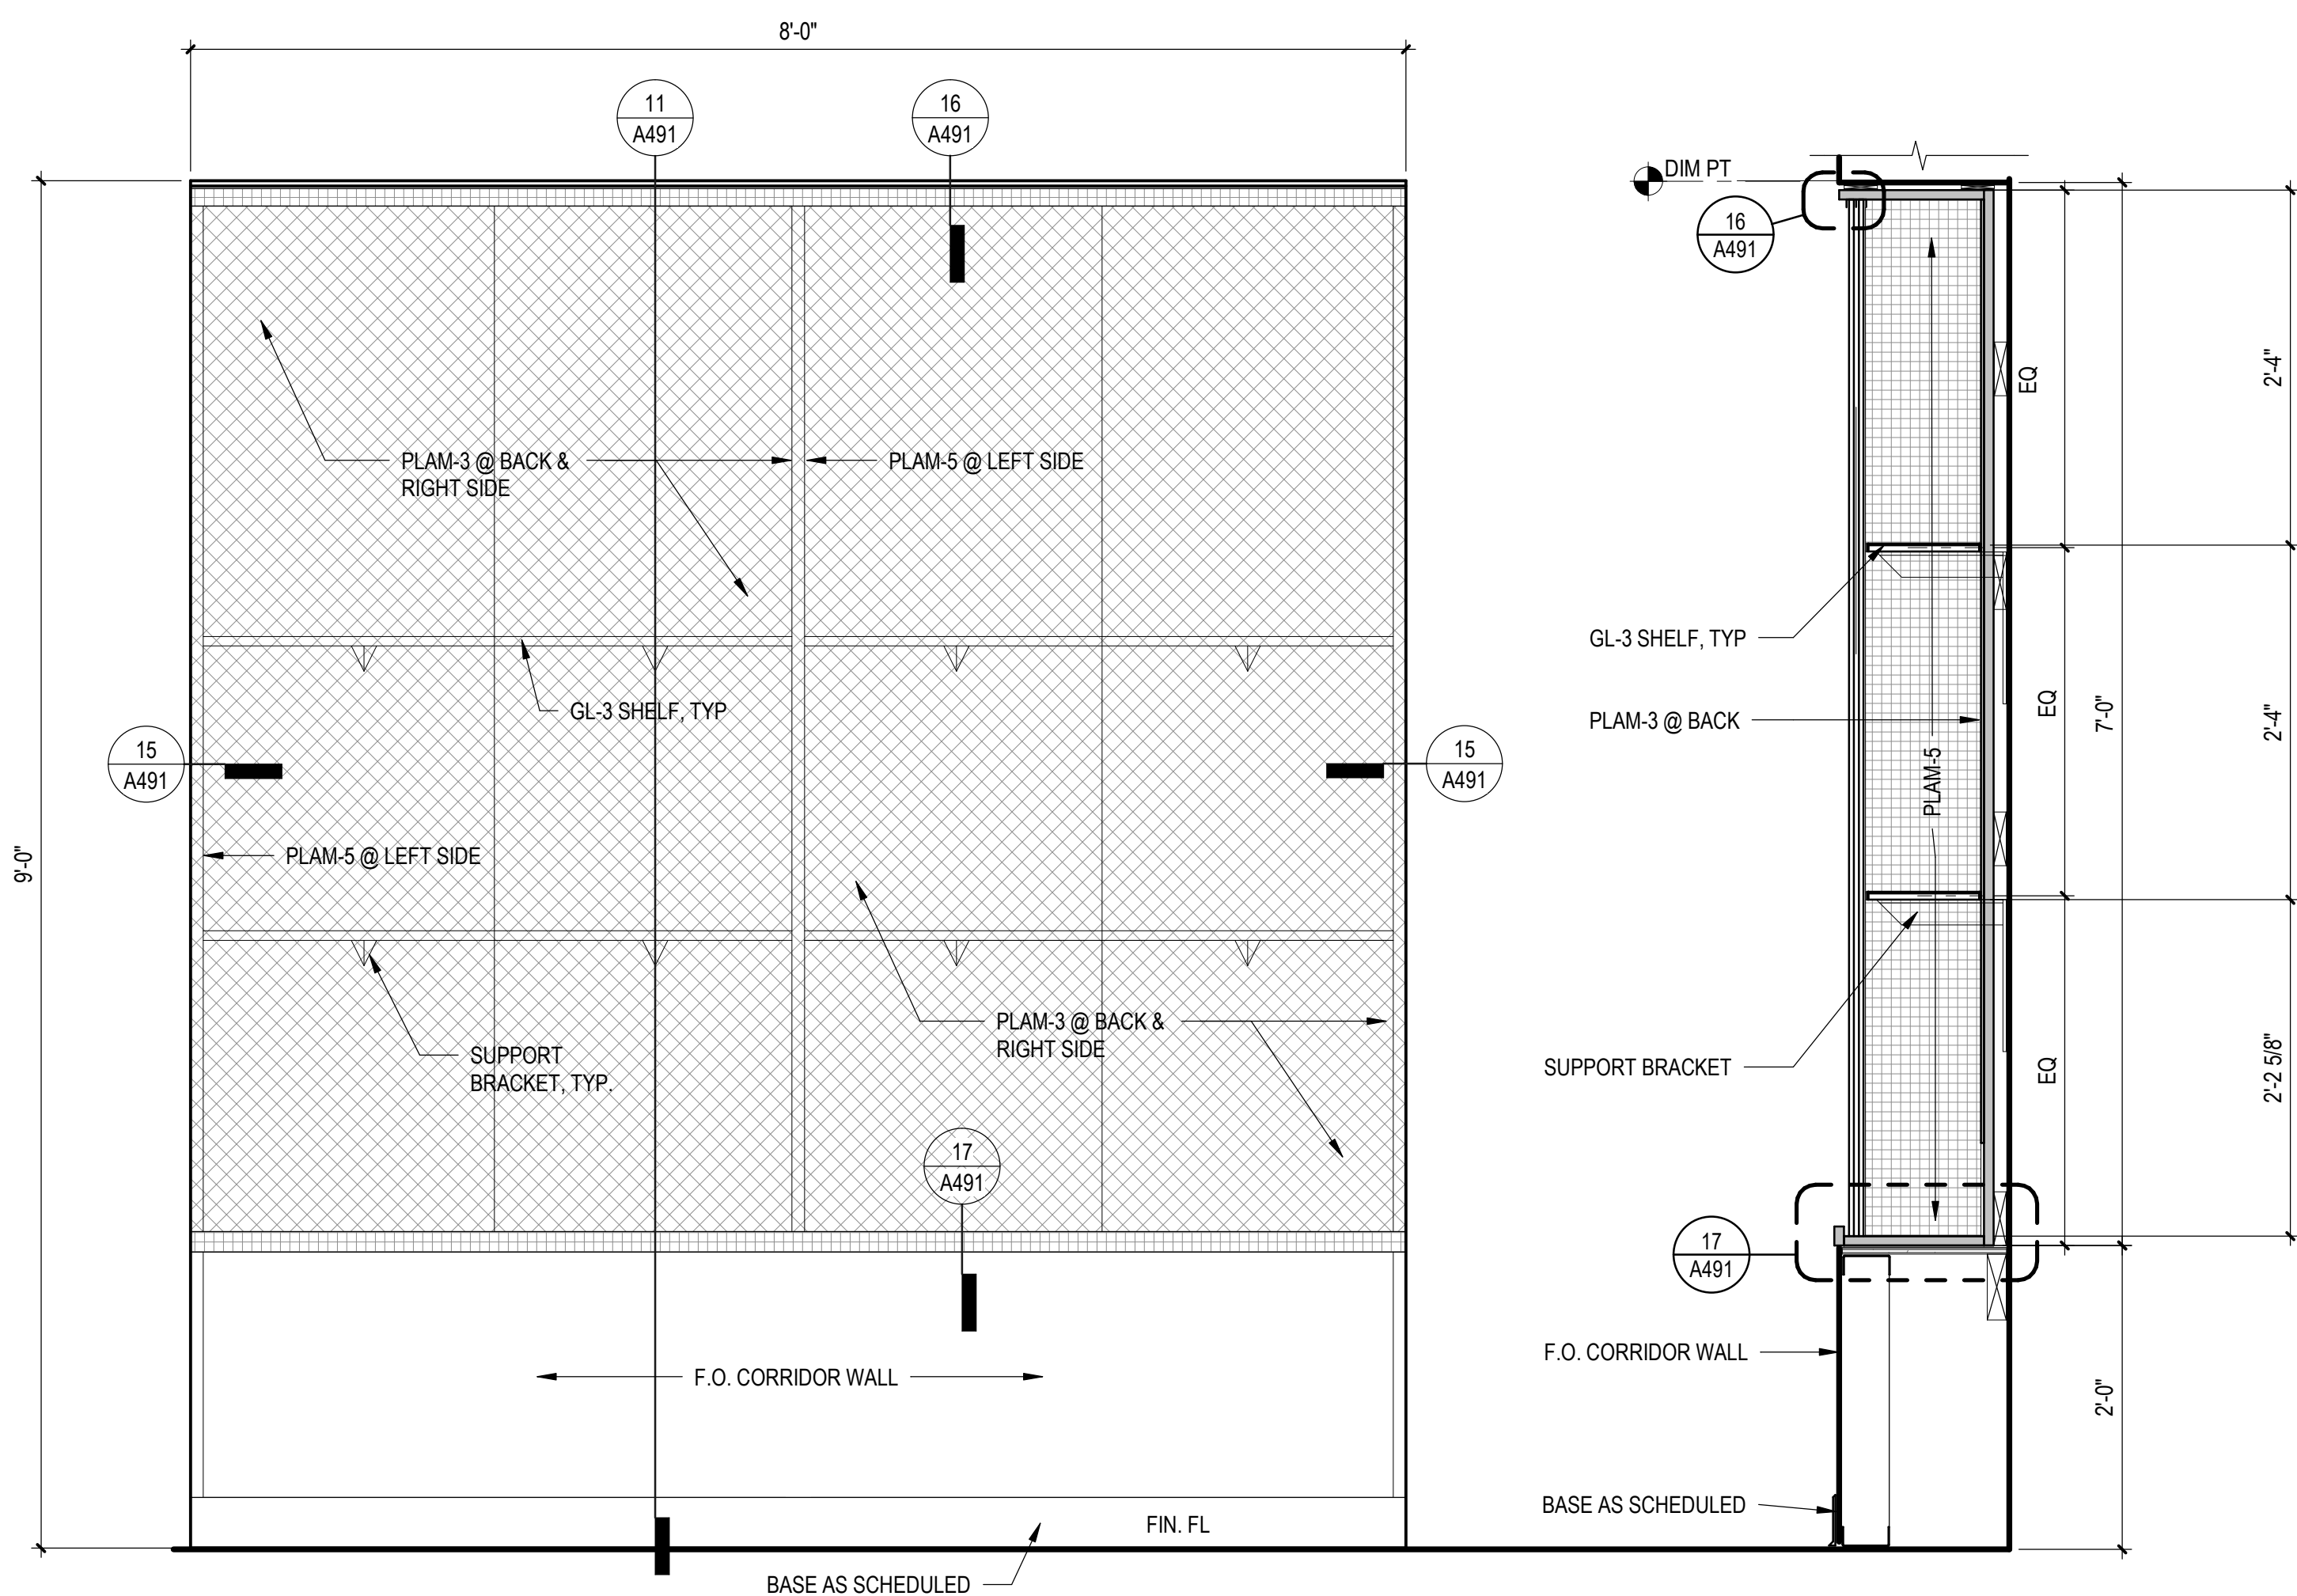 8'-0"
11
A491
16
A491
DIM PT
16
A491
2'-4"
EQ
PLAM-3 @ BACK &
RIGHT SIDE
PLAM-5 @ LEFT SIDE
GL-3 SHELF, TYP
GL-3 SHELF, TYP
PLAM-3 @ BACK
EQ
7'-0"
2'-4"
15
A491
15
A491
PLAM-5
9'-0"
PLAM-5 @ LEFT SIDE
PLAM-3 @ BACK &
RIGHT SIDE
SUPPORT
BRACKET, TYP.
SUPPORT BRACKET
EQ
2'-2 5/8"
17
A491
17
A491
F.O. CORRIDOR WALL
F.O. CORRIDOR WALL
2'-0"
BASE AS SCHEDULED
FIN. FL
BASE AS SCHEDULED